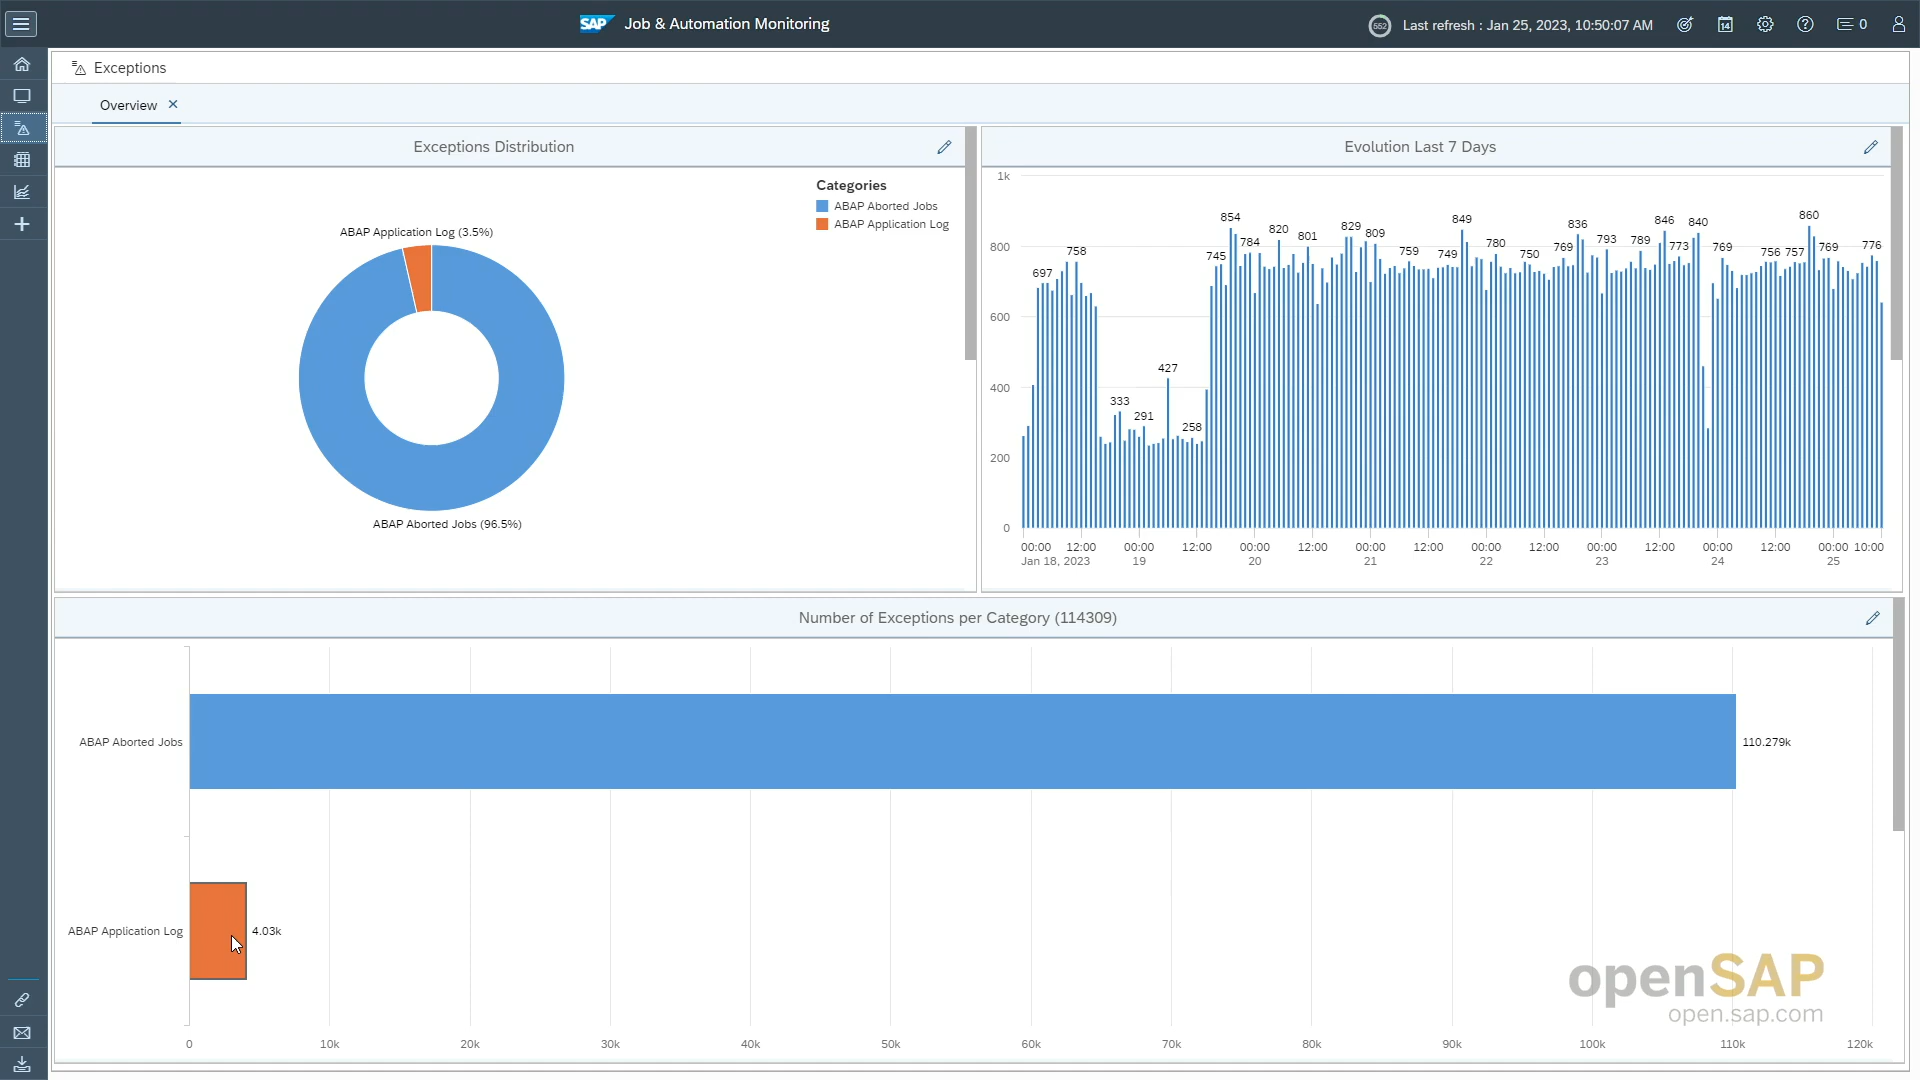 SAP Job & Automation Monitoring
552 Last refresh : Jan 25, 2023, 10:50:07 AM
14
0
Exceptions
Overview
Exceptions Distribution
Categories
ABAP Aborted Jobs
ABAP Application Log
ABAP Application Log (3.5%)
ABAP Aborted Jobs (96.5%)
Evolution Last 7 Days
1k
800
600
400
200
0
697
758
333
291
427
258
745
854
784
820
801
829
809
759
749
849
780
750
769
836
793
789
846
773
840
769
756
757
860
769
776
00:00 12:00 00:00 12:00 00:00 12:00 00:00 12:00 00:00 12:00 00:00 12:00 00:00 12:00 00:00 10:00
Jan 18, 2023 19 20 21 22 23 24 25
Number of Exceptions per Category (114309)
ABAP Aborted Jobs
110.279k
ABAP Application Log
4.03k
0 10k 20k 30k 40k 50k 60k 70k 80k 90k 100k 110k 120k
openSAP
open.sap.com